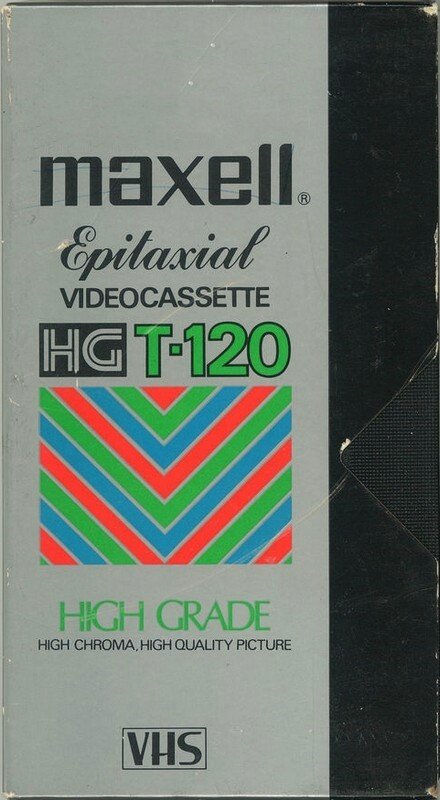 maxell®
Epitaxial
VIDEOCASSETTE
HG T-120
HIGH GRADE
HIGH CHROMA, HIGH QUALITY PICTURE
VHS